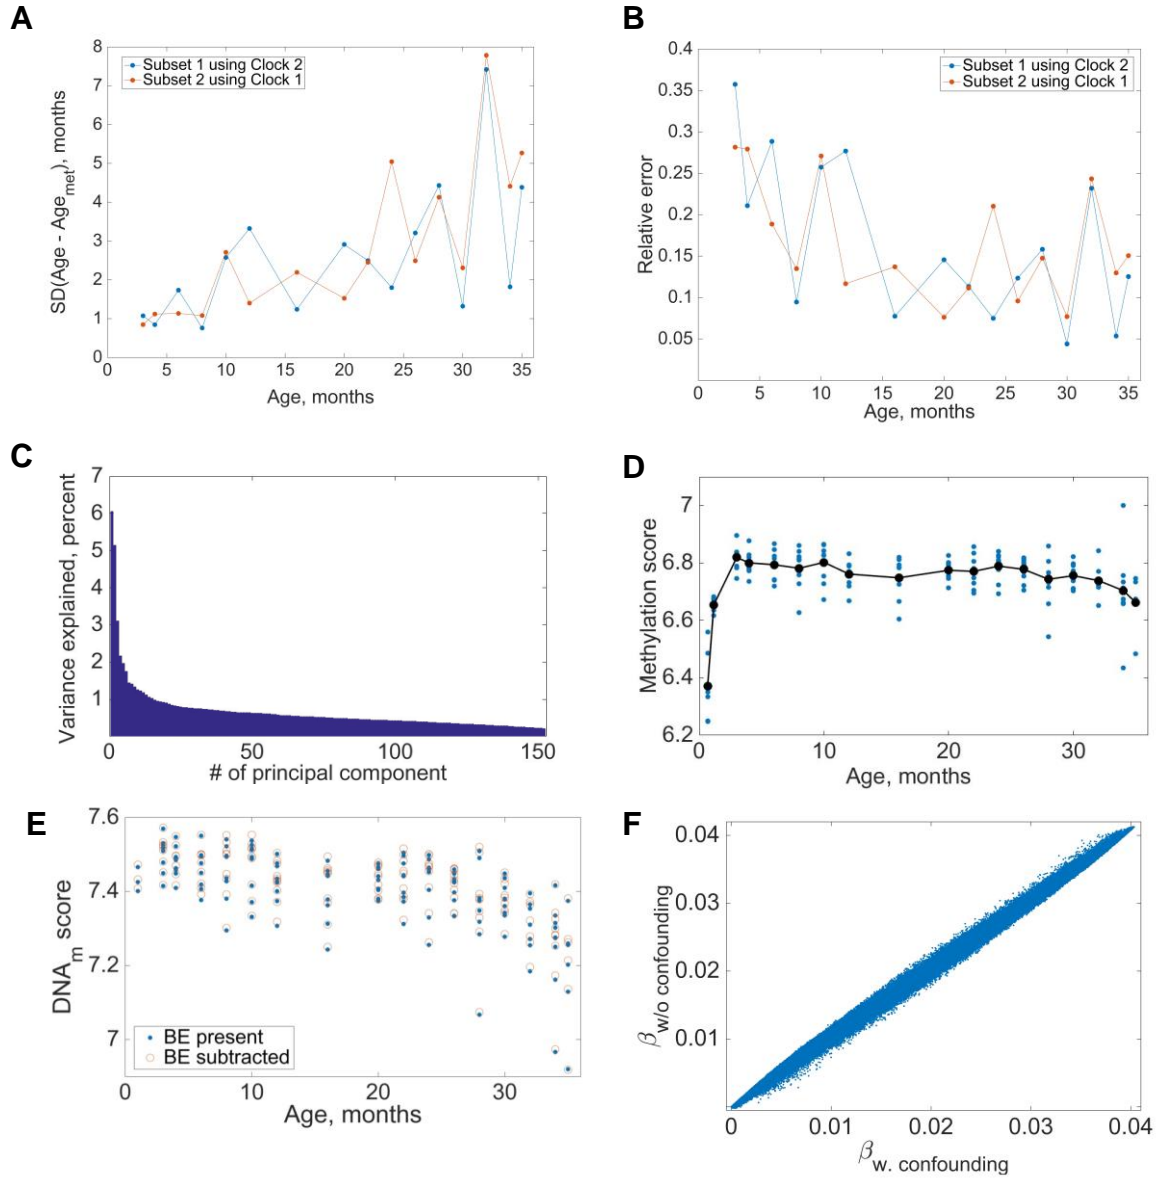 A
SD(Age - Age_met), months
8
7
6
5
4
3
2
1
0
Subset 1 using Clock 2
Subset 2 using Clock 1
0 5 10 15 20 25 30 35
Age, months
B
Relative error
0.4
0.35
0.3
0.25
0.2
0.15
0.1
0.05
Subset 1 using Clock 2
Subset 2 using Clock 1
0 5 10 15 20 25 30 35
Age, months
C
Variance explained, percent
7
6
5
4
3
2
1
0 50 100 150
# of principal component
D
Methylation score
7
6.8
6.6
6.4
6.2
0 10 20 30
Age, months
E
DNA_m score
7.6
7.4
7.2
7
BE present
BE subtracted
0 10 20 30
Age, months
F
β_w/o confounding
0.04
0.03
0.02
0.01
0 0.01 0.02 0.03 0.04
β_w. confounding